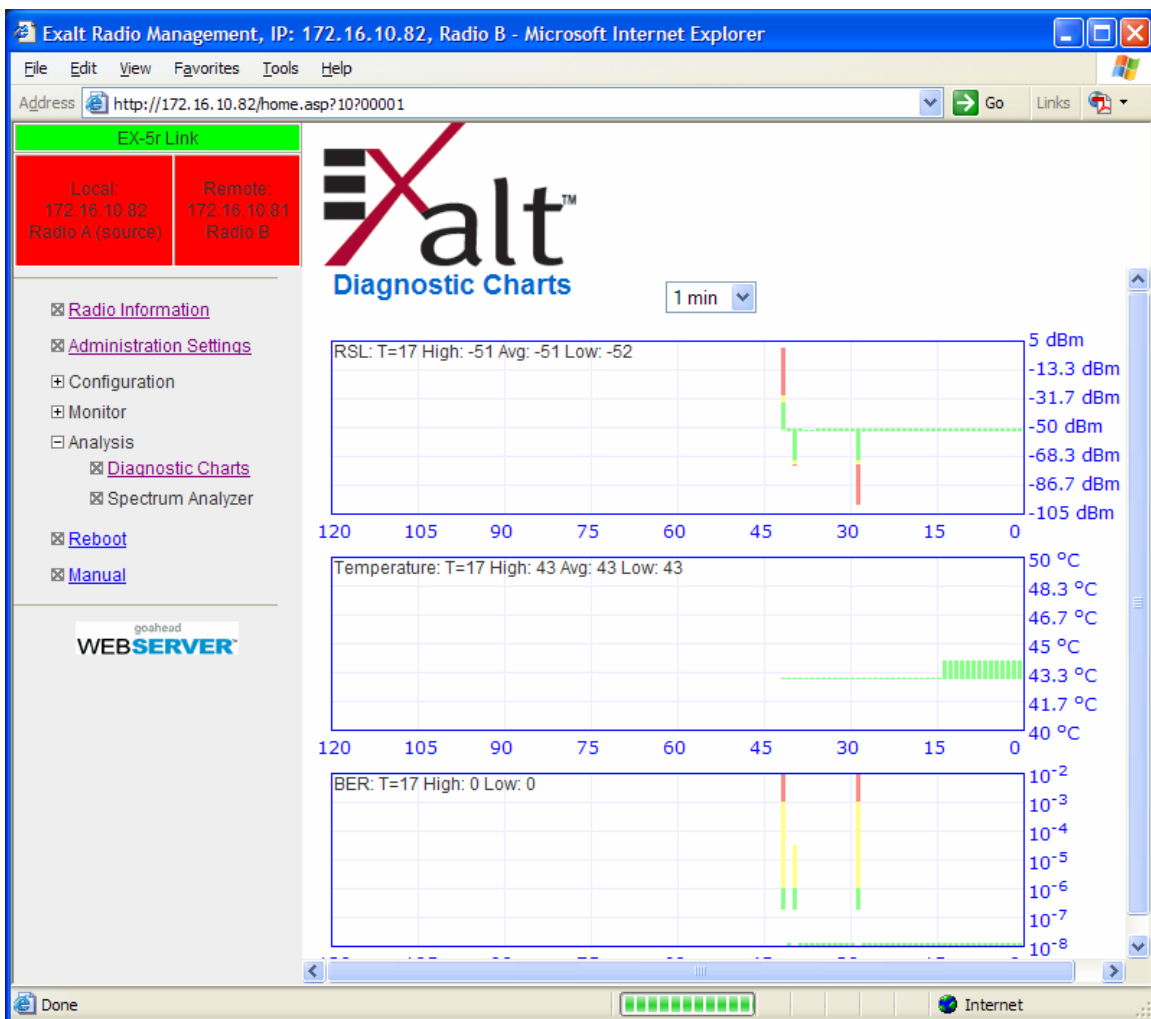 Exalt Radio Management, IP: 172.16.10.82, Radio B - Microsoft Internet Explorer
File Edit View Favorites Tools Help
Address http://172.16.10.82/home.asp?10?00001 Go Links
EX-5r Link
Local:
172.16.10.82
Radio A (source)
Remote:
172.16.10.81
Radio B
Radio Information
Administration Settings
Configuration
Monitor
Analysis
Diagnostic Charts
Spectrum Analyzer
Reboot
Manual
goahead
WEBSERVER™
EXalt™
Diagnostic Charts
1 min
RSL: T=17 High: -51 Avg: -51 Low: -52
5 dBm
-13.3 dBm
-31.7 dBm
-50 dBm
-68.3 dBm
-86.7 dBm
-105 dBm
120 105 90 75 60 45 30 15 0
Temperature: T=17 High: 43 Avg: 43 Low: 43
50 °C
48.3 °C
46.7 °C
45 °C
43.3 °C
41.7 °C
40 °C
120 105 90 75 60 45 30 15 0
BER: T=17 High: 0 Low: 0
10-2
10-3
10-4
10-5
10-6
10-7
10-8
Done
Internet